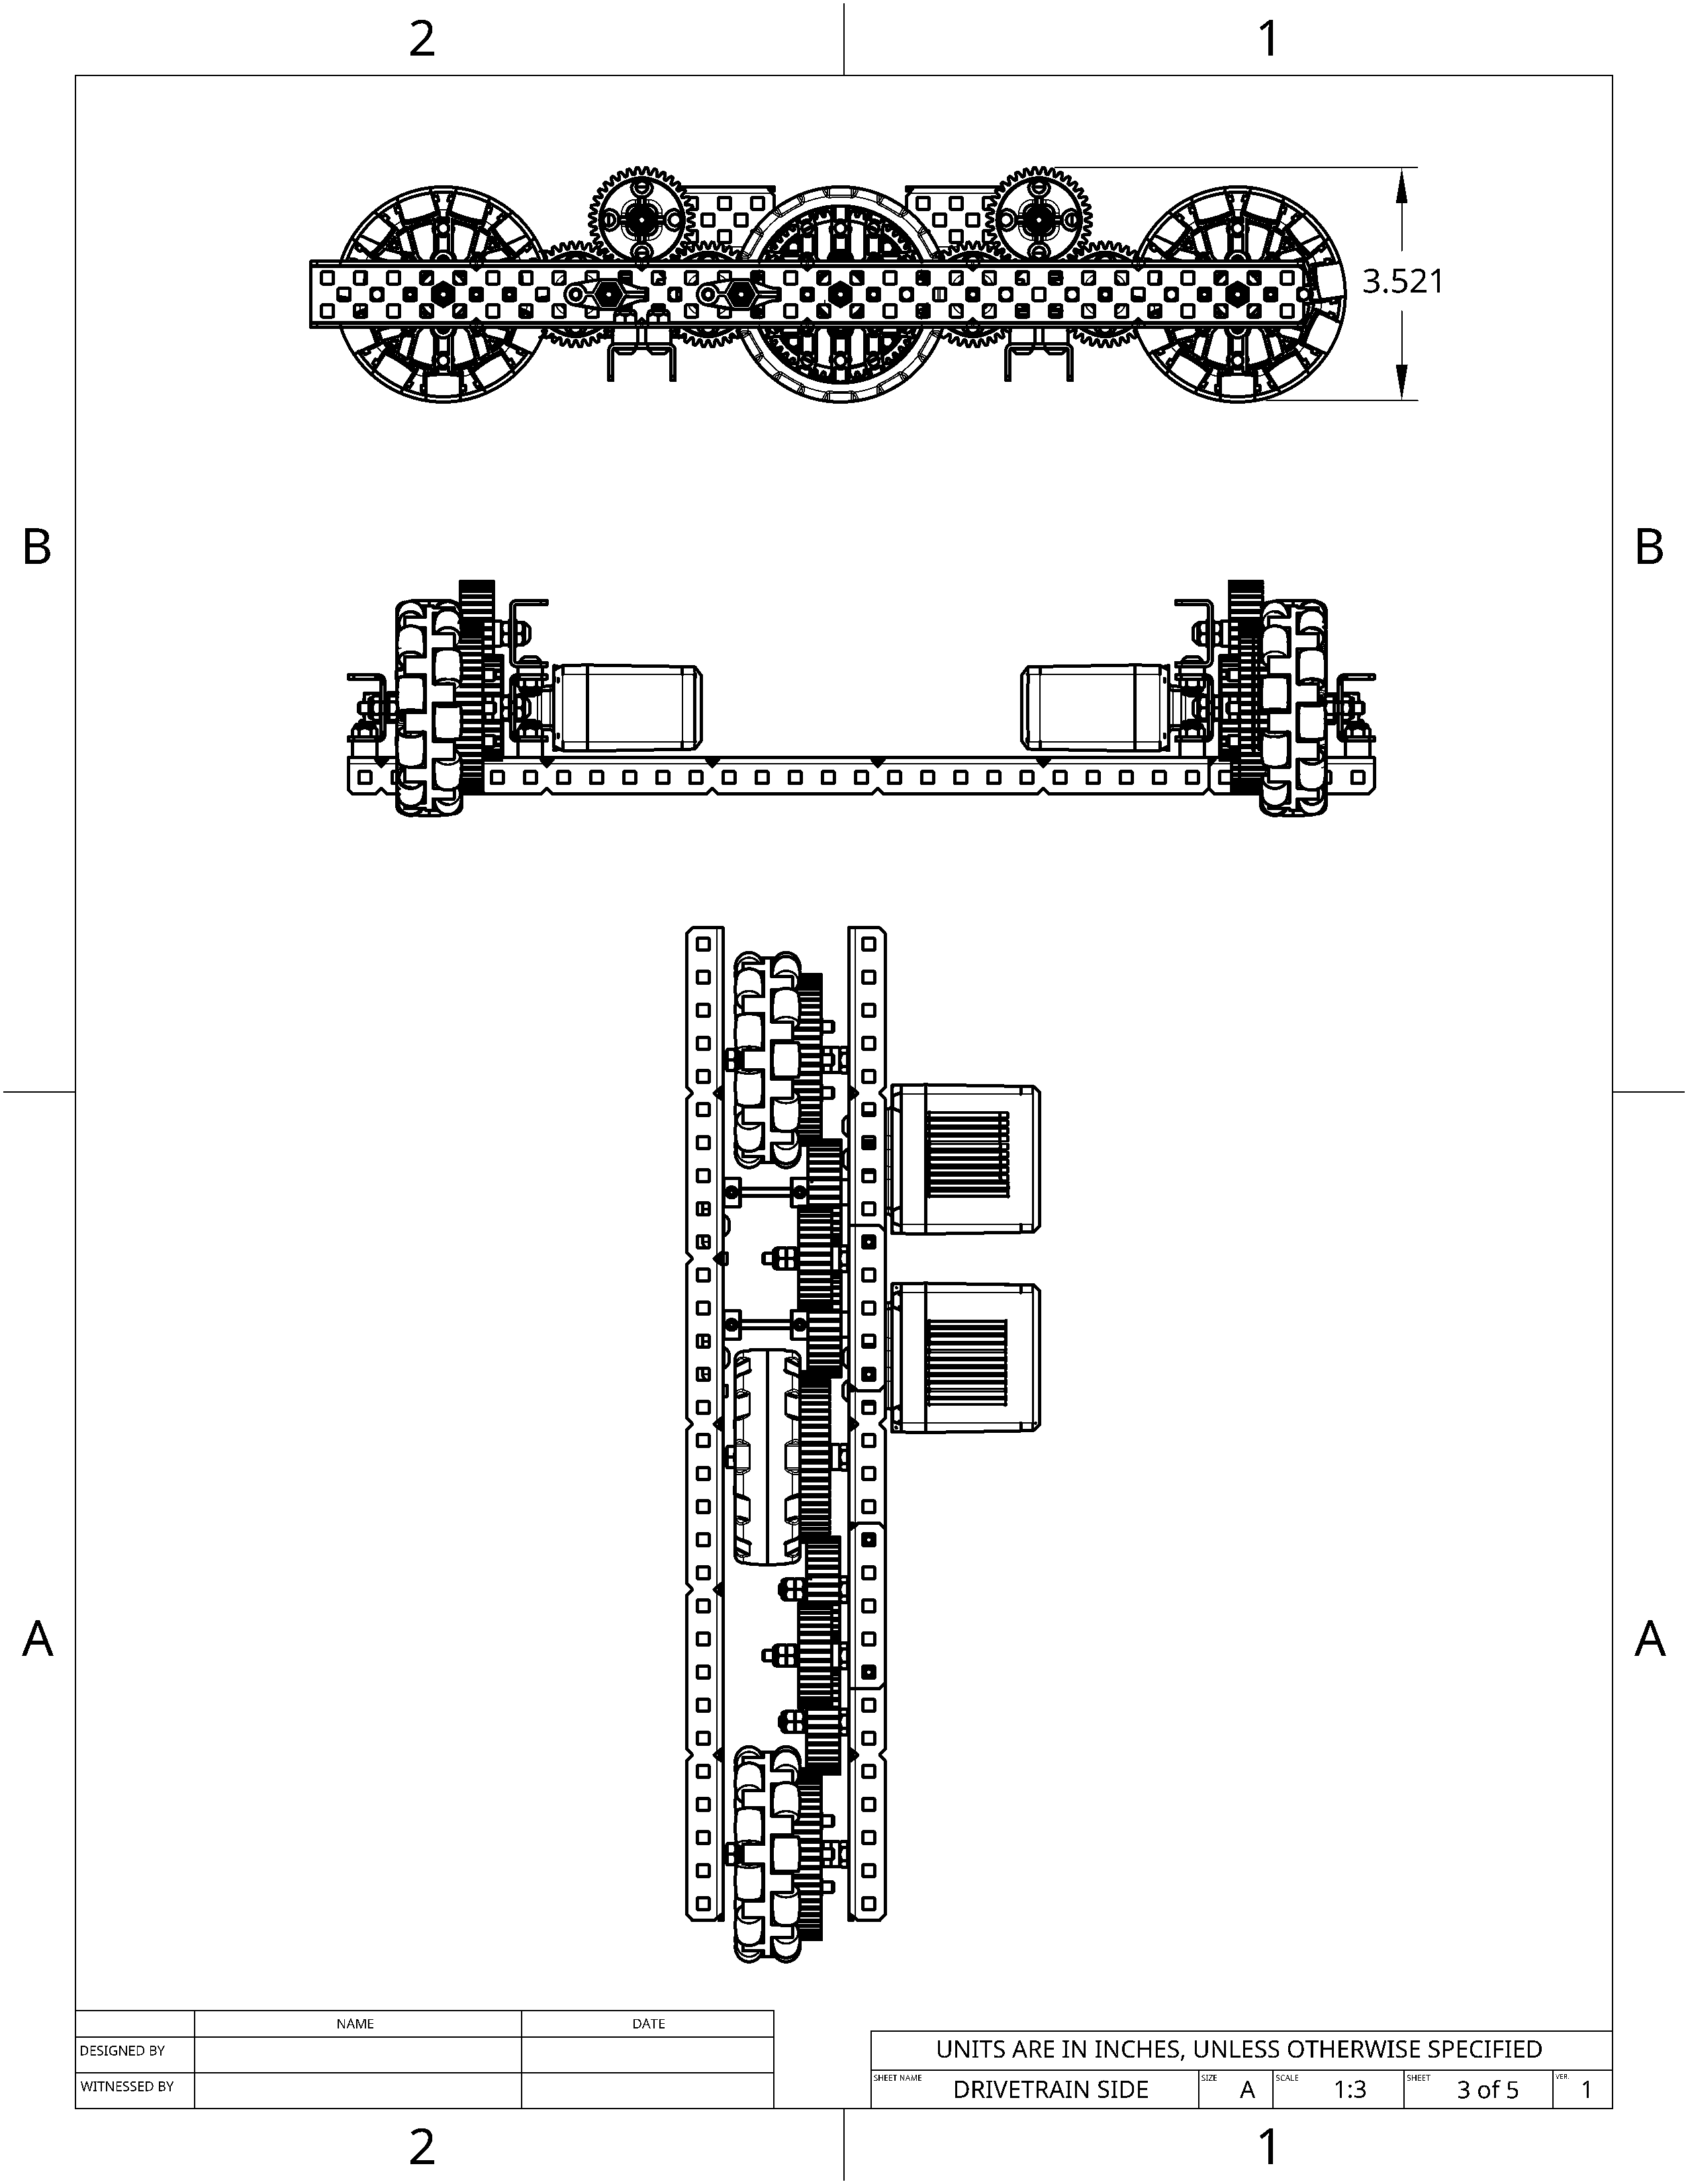 2 1
3.521
B B
A A
NAME DATE
DESIGNED BY
WITNESSED BY
UNITS ARE IN INCHES, UNLESS OTHERWISE SPECIFIED
SHEET NAME DRIVETRAIN SIDE SIZE A SCALE 1:3 SHEET 3 of 5 VER. 1
2 1